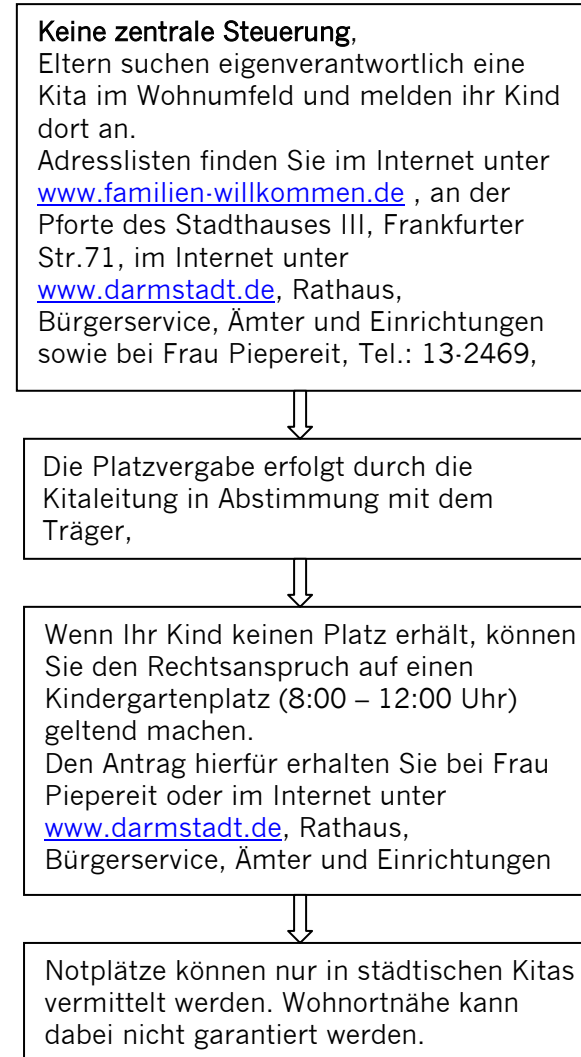 Keine zentrale Steuerung,
Eltern suchen eigenverantwortlich eine
Kita im Wohnumfeld und melden ihr Kind
dort an.
Adresslisten finden Sie im Internet unter
www.familien-willkommen.de , an der
Pforte des Stadthauses III, Frankfurter
Str.71, im Internet unter
www.darmstadt.de, Rathaus,
Bürgerservice, Ämter und Einrichtungen
sowie bei Frau Piepereit, Tel.: 13-2469,
Die Platzvergabe erfolgt durch die
Kitaleitung in Abstimmung mit dem
Träger,
Wenn Ihr Kind keinen Platz erhält, können
Sie den Rechtsanspruch auf einen
Kindergartenplatz (8:00 – 12:00 Uhr)
geltend machen.
Den Antrag hierfür erhalten Sie bei Frau
Piepereit oder im Internet unter
www.darmstadt.de, Rathaus,
Bürgerservice, Ämter und Einrichtungen
Notplätze können nur in städtischen Kitas
vermittelt werden. Wohnortnähe kann
dabei nicht garantiert werden.